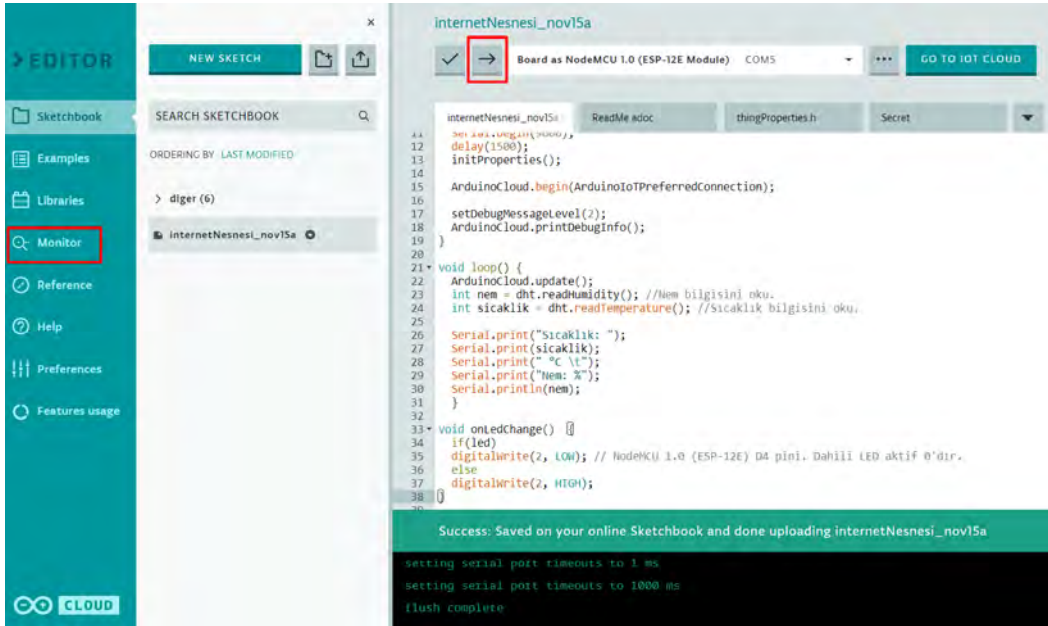 EDITOR
Sketchbook
Examples
Libraries
Monitor
Reference
Help
Preferences
Features usage
CLOUD
×
NEW SKETCH
SEARCH SKETCHBOOK
ORDERING BY LAST MODIFIED
> diger (6)
internetNesnesi_nov15a
internetNesnesi_nov15a
Board as NodeMCU 1.0 (ESP-12E Module) COM5
GO TO IOT CLOUD
internetNesnesi_nov15a ReadMe.adoc thingProperties.h Secret
11 Serial.begin(9600);
12 delay(1500);
13 initProperties();
14
15 ArduinoCloud.begin(ArduinoIoTPreferredConnection);
16
17 setDebugMessageLevel(2);
18 ArduinoCloud.printDebugInfo();
19 }
20
21 void loop() {
22 ArduinoCloud.update();
23 int nem = dht.readHumidity(); //Nem bilgisini oku.
24 int sicaklik = dht.readTemperature(); //Sıcaklık bilgisini oku.
25
26 Serial.print("Sıcaklık: ");
27 Serial.print(sicaklik);
28 Serial.print(" °C \t");
29 Serial.print("Nem: %");
30 Serial.println(nem);
31 }
32
33 void onLedChange() {
34 if(led)
35 digitalWrite(2, LOW); // NodeMCU 1.0 (ESP-12E) D4 pini. Dahili LED aktif 0'dır.
36 else
37 digitalWrite(2, HIGH);
38 }
Success: Saved on your online Sketchbook and done uploading internetNesnesi_nov15a
setting serial port timeouts to 1 ms
setting serial port timeouts to 1000 ms
flush complete